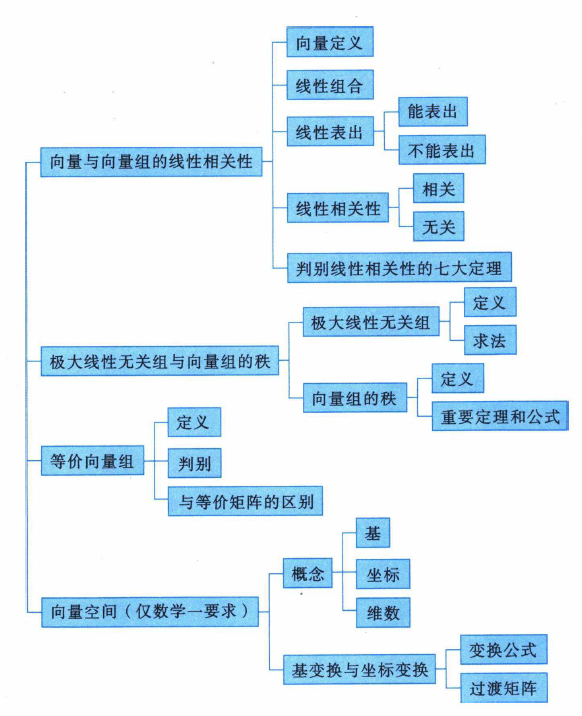 向量与向量组的线性相关性
向量定义
线性组合
线性表出
能表出
不能表出
线性相关性
相关
无关
判别线性相关性的七大定理
极大线性无关组与向量组的秩
极大线性无关组
定义
求法
向量组的秩
定义
重要定理和公式
等价向量组
定义
判别
与等价矩阵的区别
向量空间（仅数学一要求）
概念
基
坐标
维数
基变换与坐标变换
变换公式
过渡矩阵